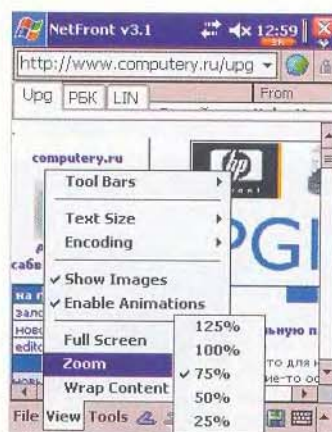 NetFront v3.1 12:59
http://www.computery.ru/upg
Upg РБК LIN
From
computery.ru
hp
PGI
Tool Bars
Text Size
Encoding
✓ Show Images
✓ Enable Animations
Full Screen
Zoom
Wrap Content
125%
100%
✓ 75%
50%
25%
File View Tools